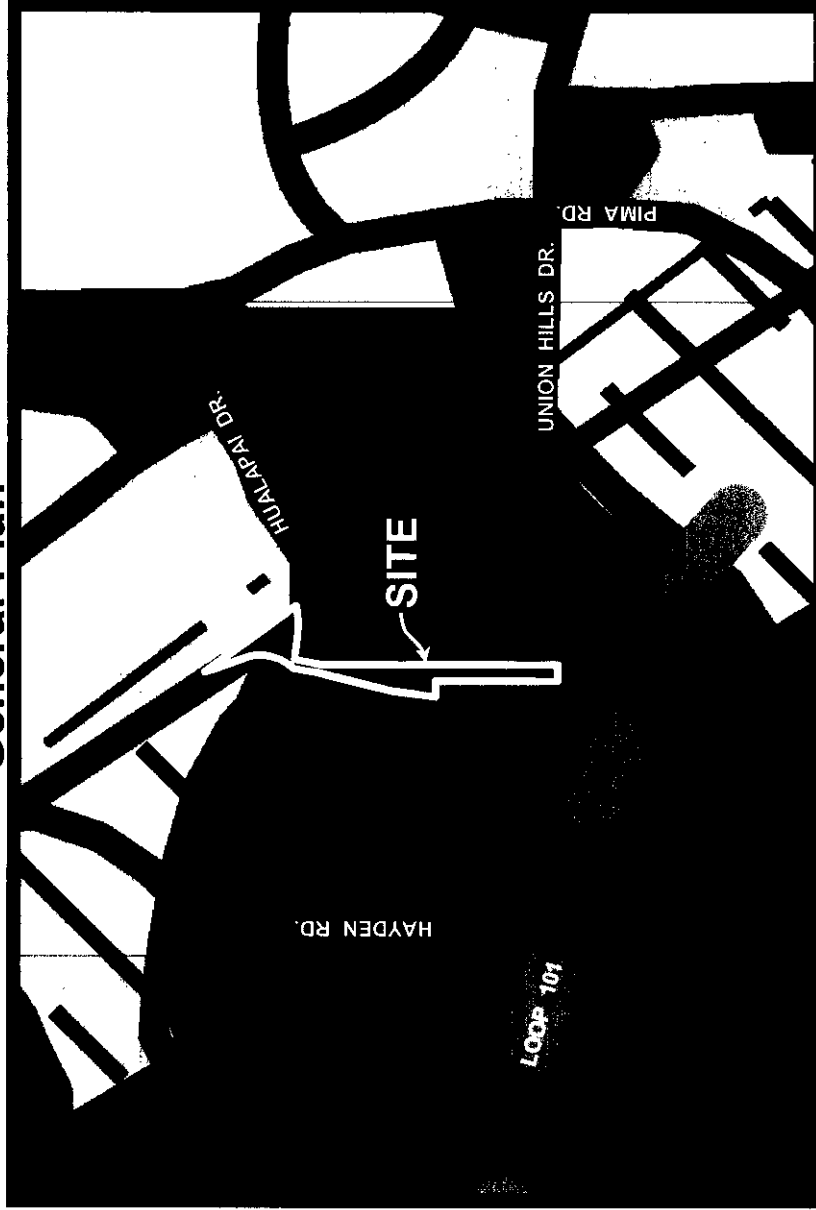 General Plan
HUALAPAI DR.
PIMA RD.
UNION HILLS DR.
SITE
HAYDEN RD.
LOOP 101